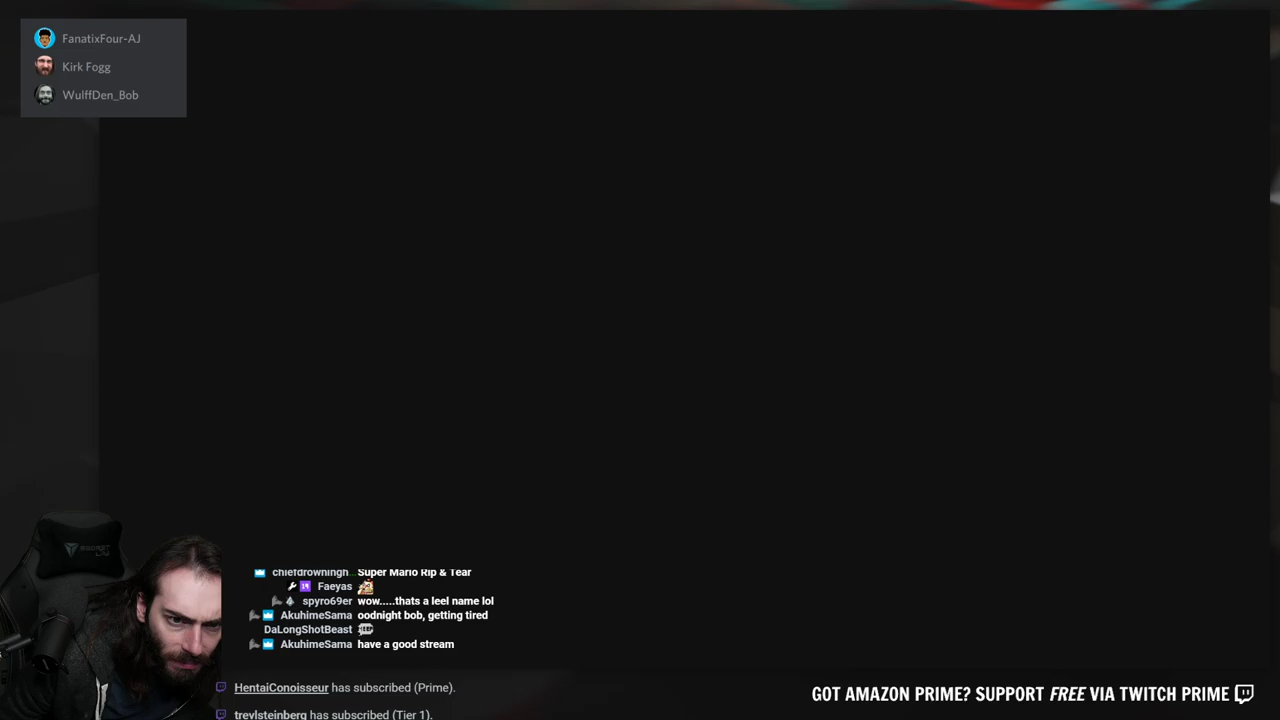 FanatixFour-AJ
Kirk Fogg
WulffDen_Bob
chiefdrowningh... Super Mario Rip & Tear
19 Faeyas
spyro69er wow.....thats a leel name lol
AkuhimeSama oodnight bob, getting tired
DaLongShotBeast
AkuhimeSama have a good stream
HentaiConoisseur has subscribed (Prime).
trevlsteinberg has subscribed (Tier 1).
GOT AMAZON PRIME? SUPPORT FREE VIA TWITCH PRIME